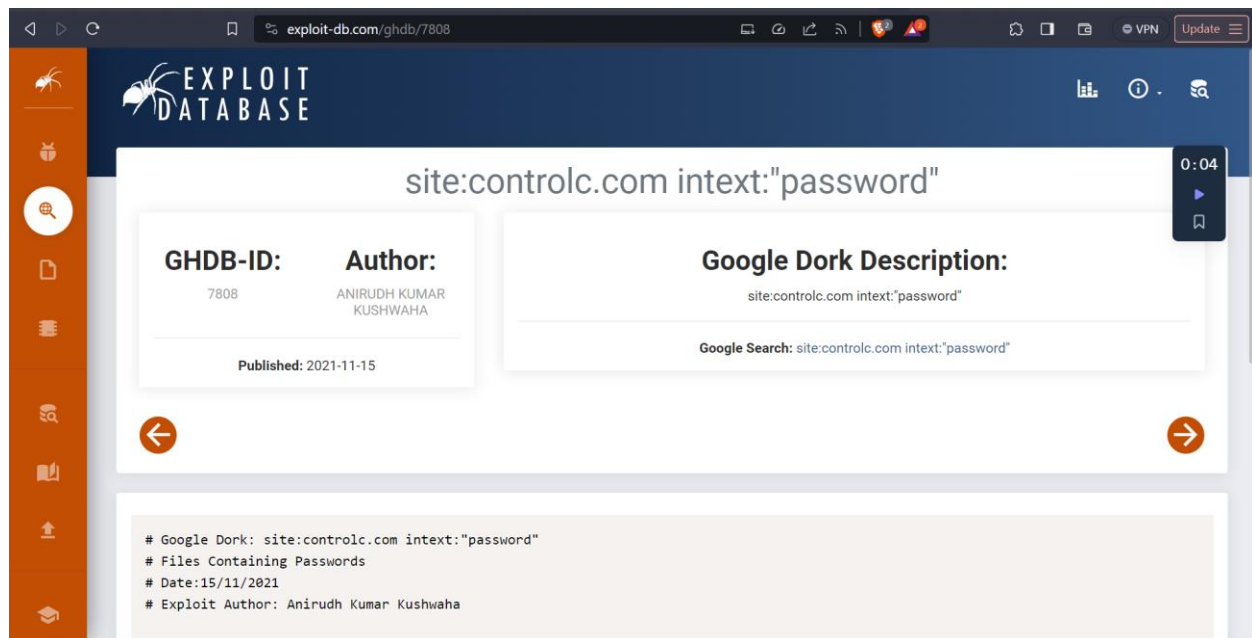 exploit-db.com/ghdb/7808
2
VPN
Update
EXPLOIT
DATABASE
0:04
site:controlc.com intext:"password"
GHDB-ID:
7808
Author:
ANIRUDH KUMAR
KUSHWAHA
Published: 2021-11-15
Google Dork Description:
site:controlc.com intext:"password"
Google Search: site:controlc.com intext:"password"
# Google Dork: site:controlc.com intext:"password"
# Files Containing Passwords
# Date:15/11/2021
# Exploit Author: Anirudh Kumar Kushwaha